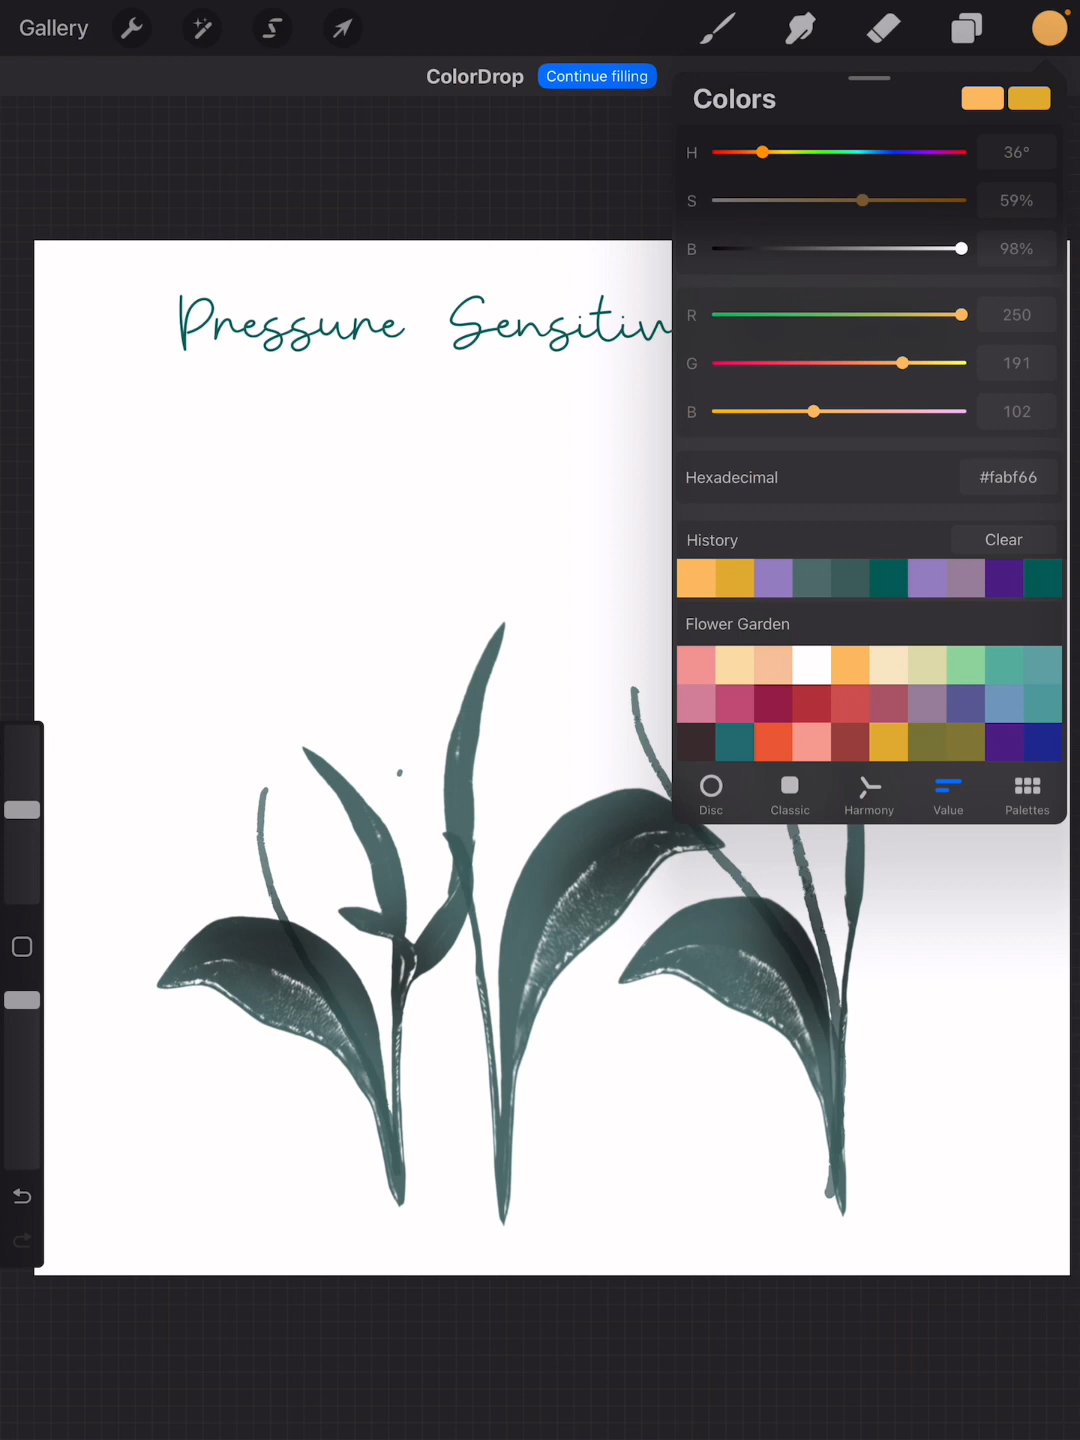 Gallery
ColorDrop Continue filling
Colors
H 36°
S 59%
B 98%
R 250
G 191
B 102
Hexadecimal #fabf66
History Clear
Flower Garden
Disc Classic Harmony Value Palettes
Pressure Sensitiv